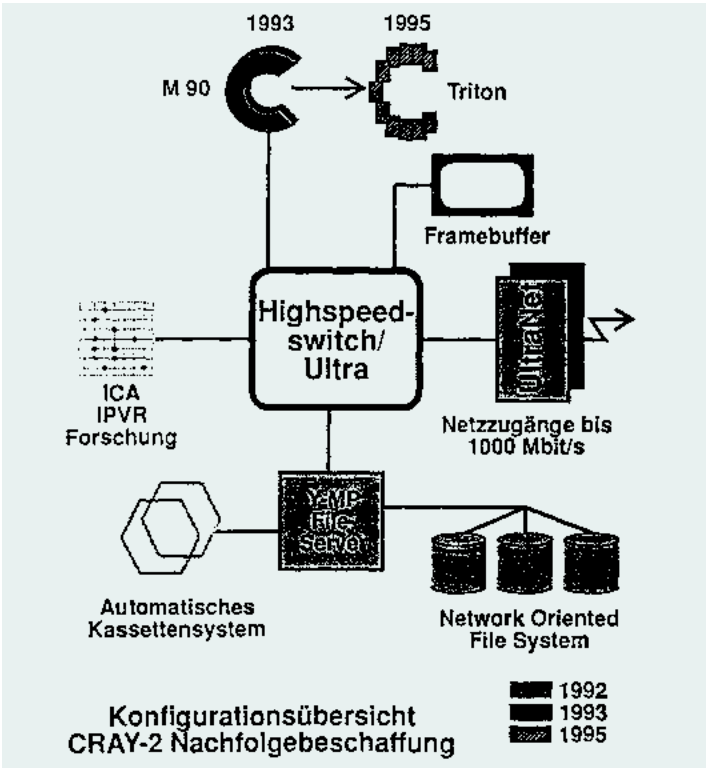 1993
1995
M 90
Triton
Framebuffer
Highspeed-
switch/
Ultra
UltraNet
ICA
IPVR
Forschung
Netzzugänge bis
1000 Mbit/s
Y-MP
File-
Server
Automatisches
Kassettensystem
Network Oriented
File System
1992
1993
1995
Konfigurationsübersicht
CRAY-2 Nachfolgebeschaffung